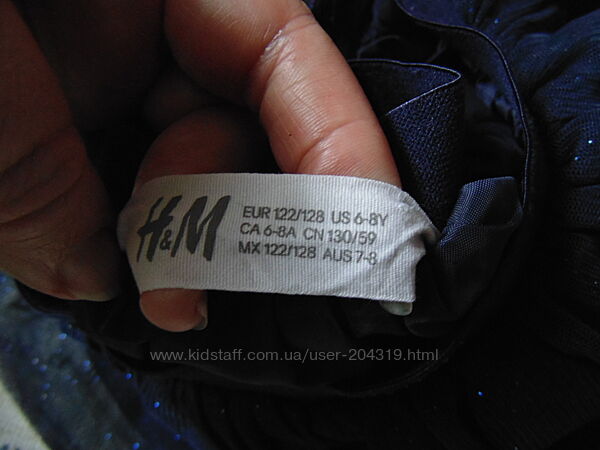 H&M
EUR 122/128 US 6-8Y
CA 6-8A CN 130/59
MX 122/128 AUS 7-8
www.kidstaff.com.ua/user-204319.html